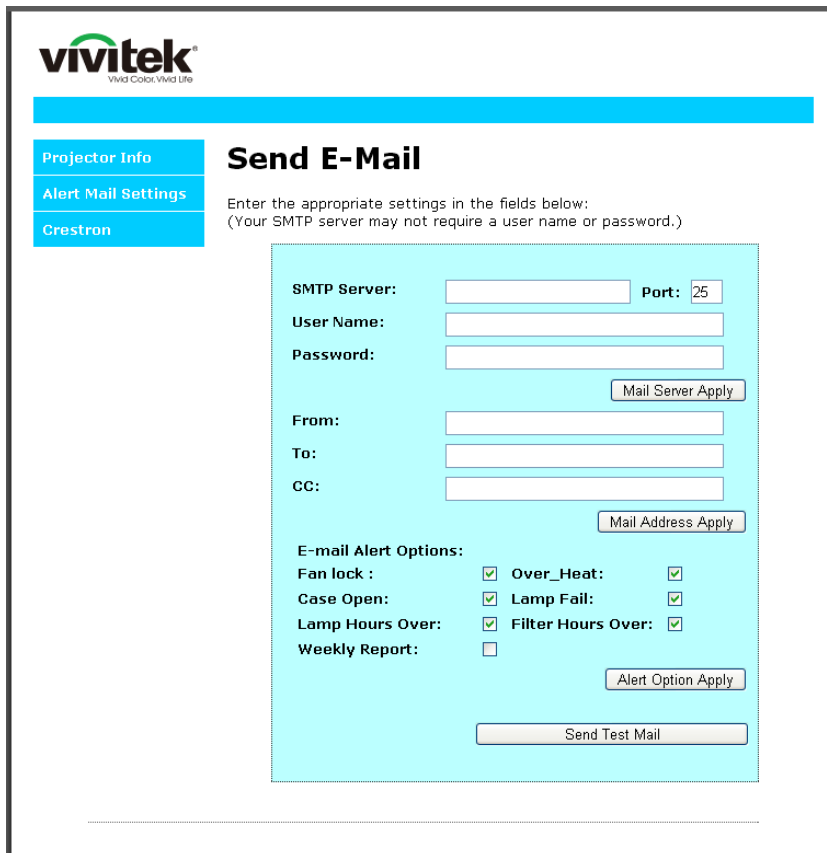 vivitek®
Vivid Color, Vivid Life
Projector Info
Alert Mail Settings
Crestron
Send E-Mail
Enter the appropriate settings in the fields below:
(Your SMTP server may not require a user name or password.)
SMTP Server: Port: 25
User Name:
Password:
Mail Server Apply
From:
To:
CC:
Mail Address Apply
E-mail Alert Options:
Fan lock : Over_Heat:
Case Open: Lamp Fail:
Lamp Hours Over: Filter Hours Over:
Weekly Report:
Alert Option Apply
Send Test Mail